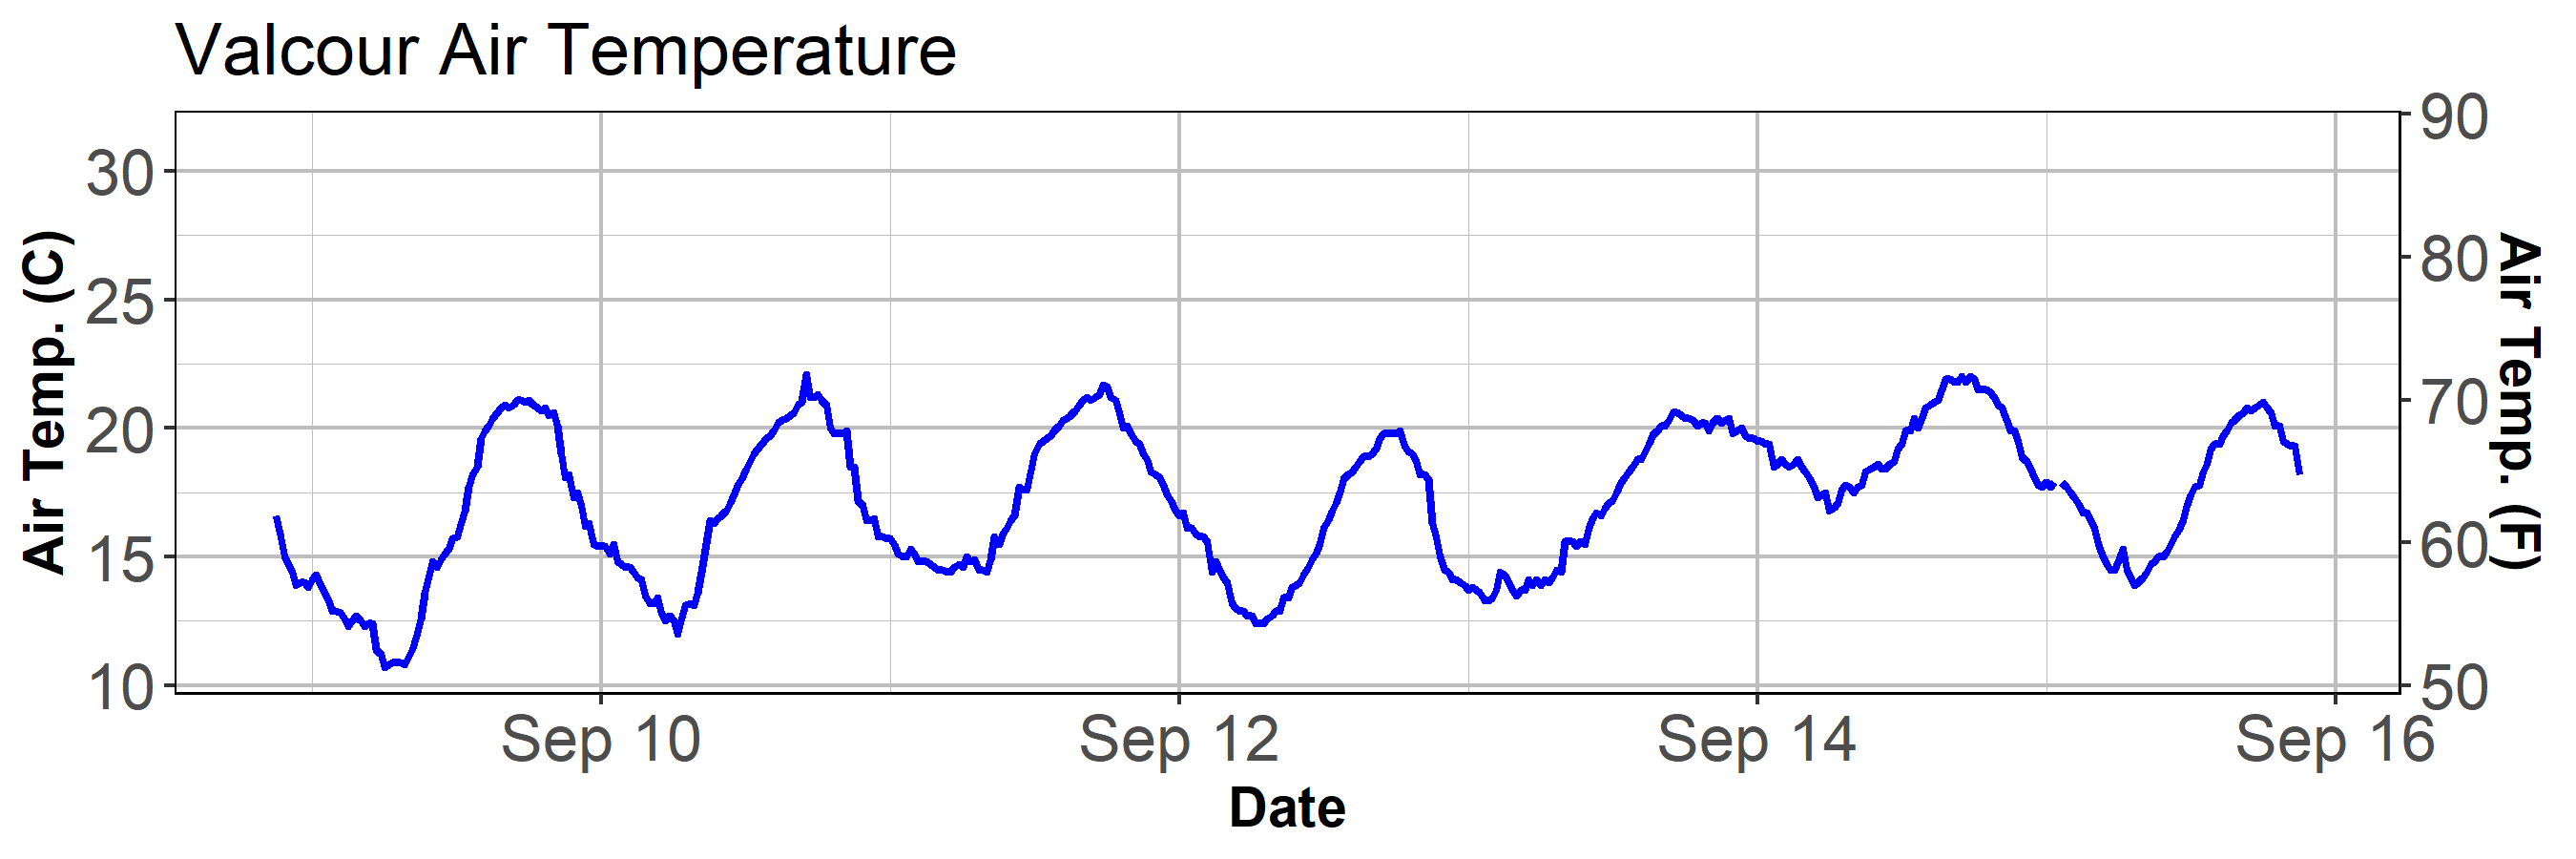 Valcour Air Temperature
Air Temp. (C)
30
25
20
15
10
90
80
70
60
50
Air Temp. (F)
Sep 10
Sep 12
Sep 14
Sep 16
Date